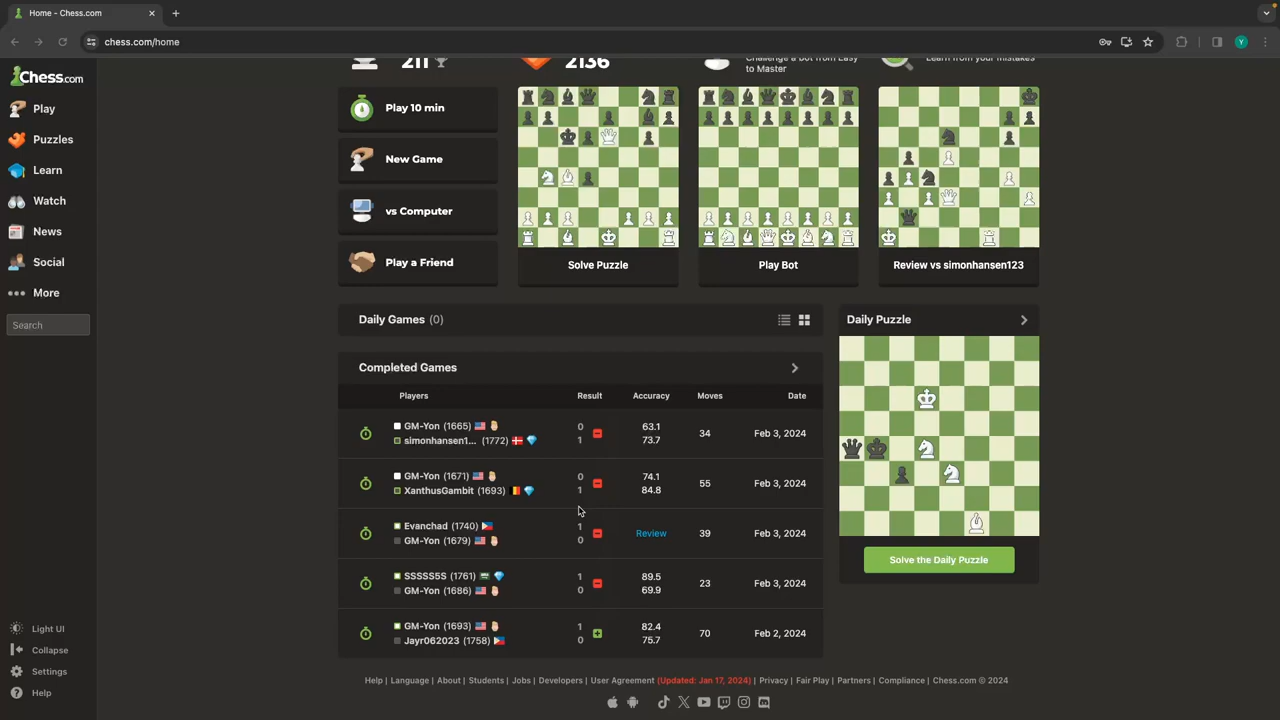 Home - Chess.com
chess.com/home
Y
Chess.com
Play
Puzzles
Learn
Watch
News
Social
More
Search
Light UI
Collapse
Settings
Help
211
2136
Challenge a Bot from Easy to Master
Learn from your mistakes
Play 10 min
New Game
vs Computer
Play a Friend
Solve Puzzle
Play Bot
Review vs simonhansen123
Daily Games (0)
Completed Games
Players Result Accuracy Moves Date
GM-Yon (1665) 0 63.1
simonhansen1... (1772) 1 73.7
34 Feb 3, 2024
GM-Yon (1671) 0 74.1
XanthusGambit (1693) 1 84.8
55 Feb 3, 2024
Evanchad (1740) 1
GM-Yon (1679) 0
Review 39 Feb 3, 2024
SSSSS5S (1761) 1 89.5
GM-Yon (1686) 0 69.9
23 Feb 3, 2024
GM-Yon (1693) 1 82.4
Jayr062023 (1758) 0 75.7
70 Feb 2, 2024
Daily Puzzle
Solve the Daily Puzzle
Help | Language | About | Students | Jobs | Developers | User Agreement (Updated: Jan 17, 2024) | Privacy | Fair Play | Partners | Compliance | Chess.com © 2024